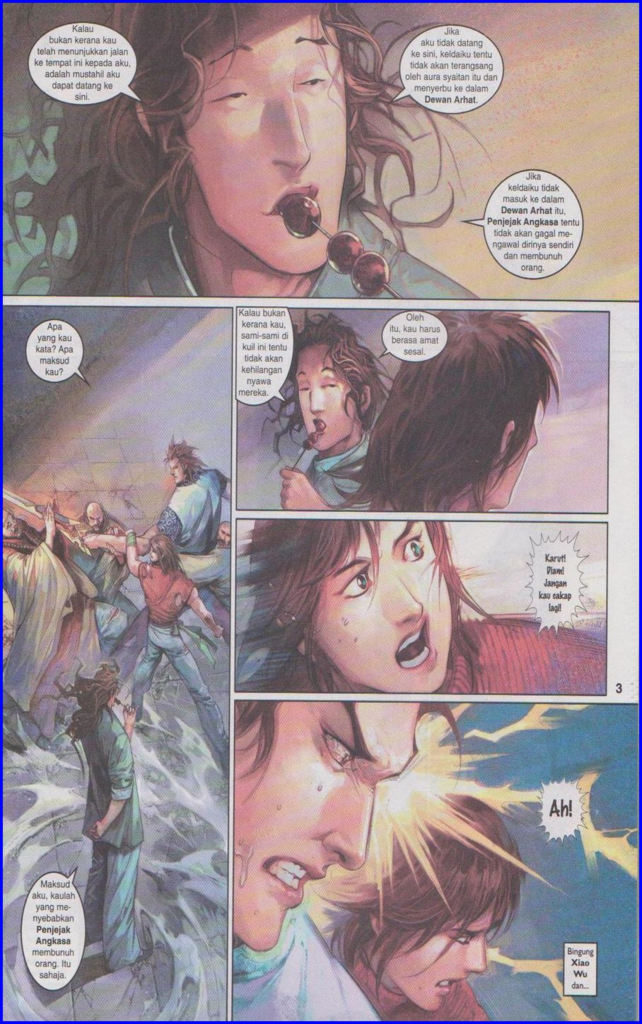 Kalau
bukan kerana kau
telah menunjukkan jalan
ke tempat ini kepada aku,
adalah mustahil aku
dapat datang ke
sini.
Jika
aku tidak datang
ke sini, keldaiku tentu
tidak akan terangsang
oleh aura syaitan itu dan
menyerbu ke dalam
Dewan Arhat.
Jika
keldaiku tidak
masuk ke dalam
Dewan Arhat itu,
Penjejak Angkasa tentu
tidak akan gagal me-
ngawal dirinya sendiri
dan membunuh
orang.
Apa
yang kau
kata? Apa
maksud
kau?
Maksud
aku, kaulah
yang me-
nyebabkan
Penjejak
Angkasa
membunuh
orang. Itu
sahaja.
Kalau bukan
kerana kau,
sami-sami di
kuil ini tentu
tidak akan
kehilangan
nyawa
mereka.
Oleh
itu, kau harus
berasa amat
sesal.
Karut!
Diam!
Jangan
kau cakap
lagi!
3
Ah!
Bingung
Xiao
Wu
dan...